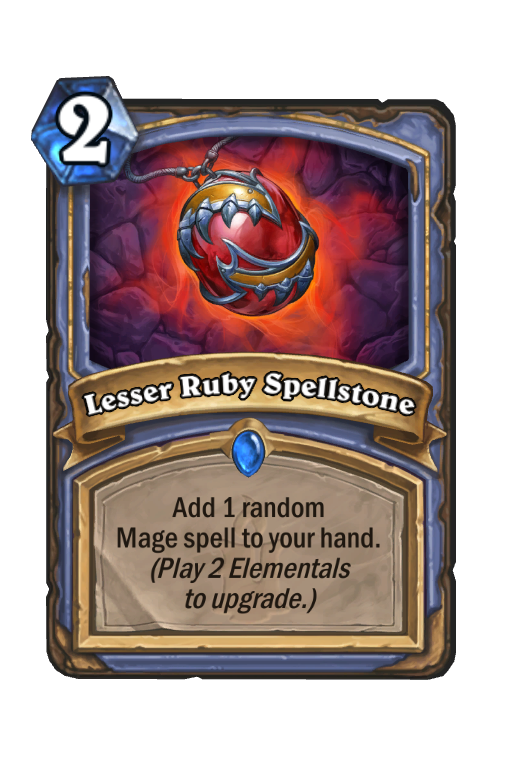 2
Lesser Ruby Spellstone
Add 1 random
Mage spell to your hand.
(Play 2 Elementals
to upgrade.)